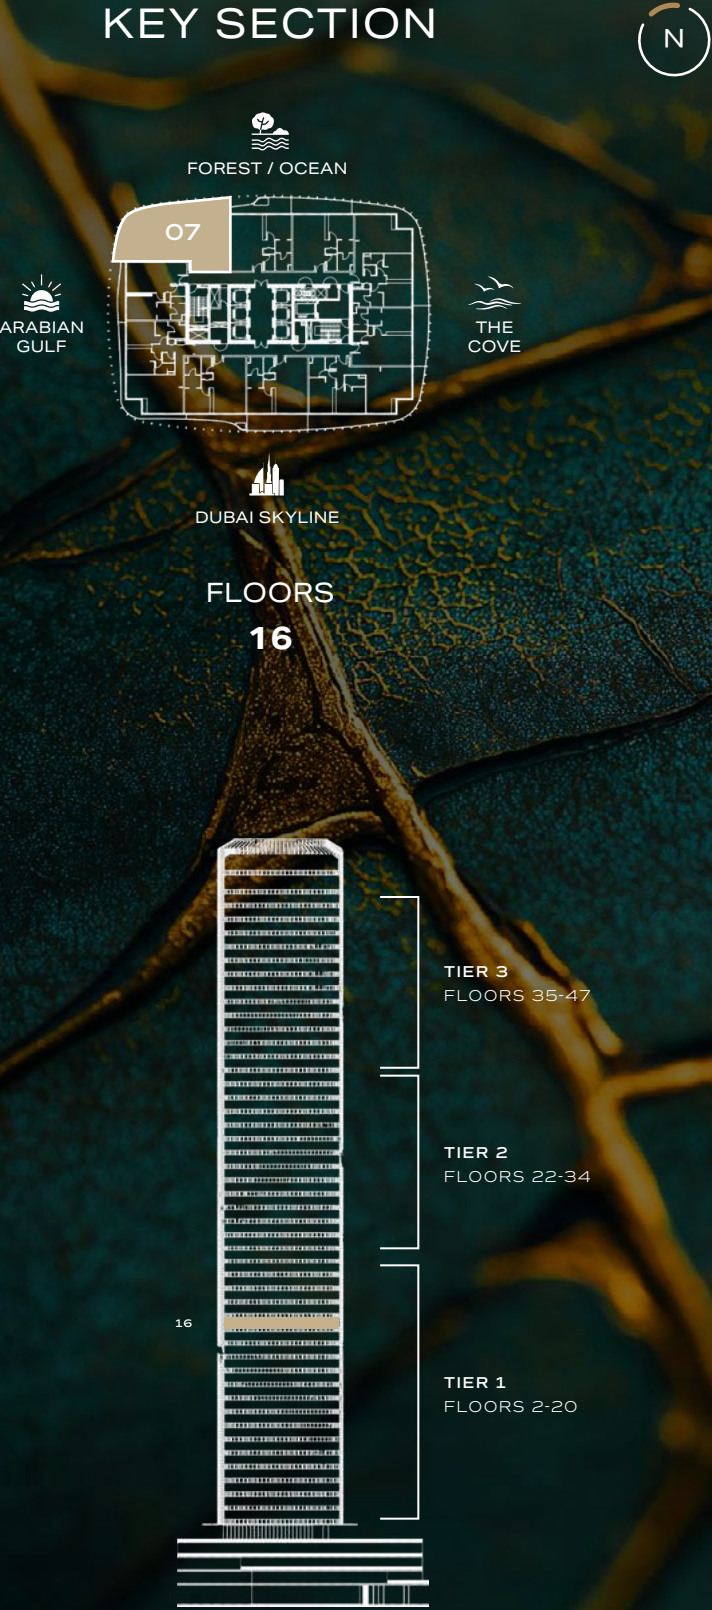 KEY SECTION
N
FOREST / OCEAN
07
ARABIAN
GULF
THE
COVE
DUBAI SKYLINE
FLOORS
16
TIER 3
FLOORS 35-47
TIER 2
FLOORS 22-34
16
TIER 1
FLOORS 2-20